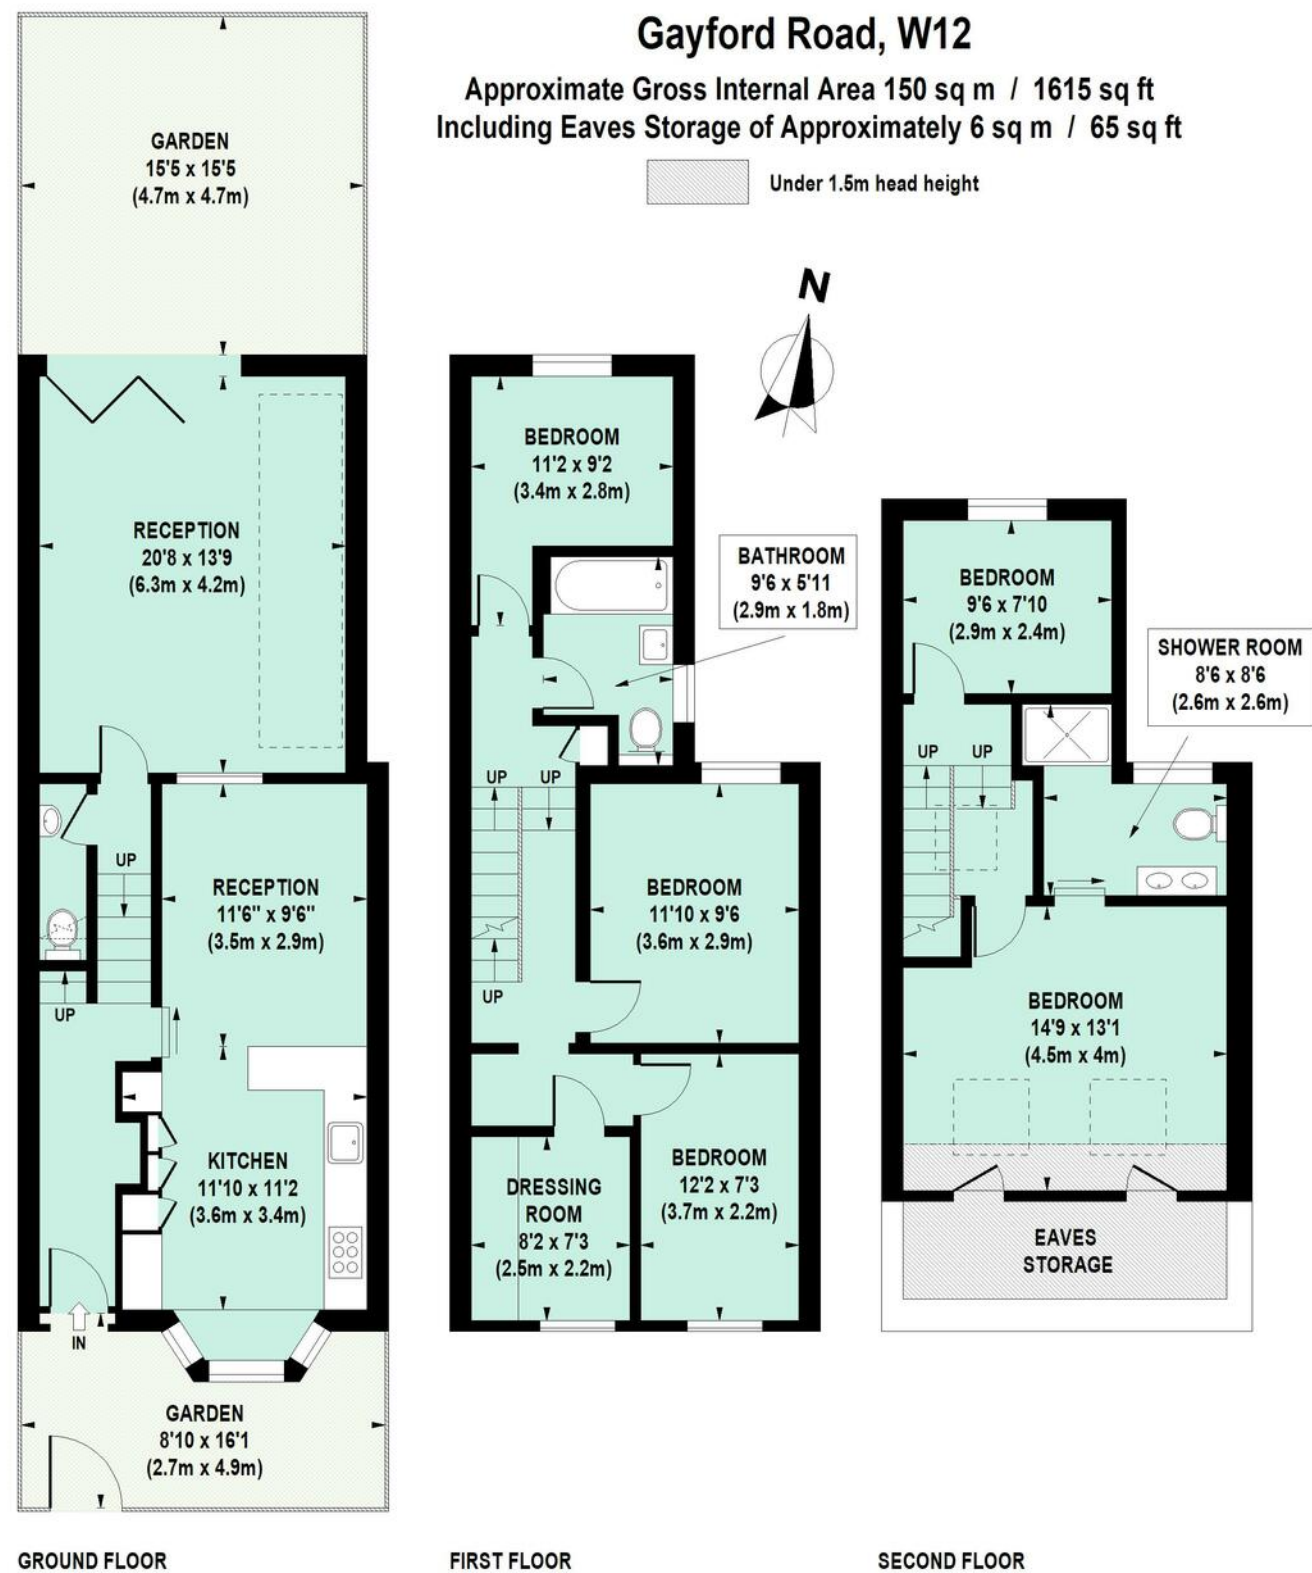 Gayford Road, W12
Approximate Gross Internal Area 150 sq m / 1615 sq ft
Including Eaves Storage of Approximately 6 sq m / 65 sq ft
Under 1.5m head height
N
GARDEN
15'5 x 15'5
(4.7m x 4.7m)
RECEPTION
20'8 x 13'9
(6.3m x 4.2m)
UP
RECEPTION
11'6" x 9'6"
(3.5m x 2.9m)
UP
KITCHEN
11'10 x 11'2
(3.6m x 3.4m)
IN
GARDEN
8'10 x 16'1
(2.7m x 4.9m)
GROUND FLOOR
BEDROOM
11'2 x 9'2
(3.4m x 2.8m)
BATHROOM
9'6 x 5'11
(2.9m x 1.8m)
UP
UP
BEDROOM
11'10 x 9'6
(3.6m x 2.9m)
UP
BEDROOM
12'2 x 7'3
(3.7m x 2.2m)
DRESSING
ROOM
8'2 x 7'3
(2.5m x 2.2m)
FIRST FLOOR
BEDROOM
9'6 x 7'10
(2.9m x 2.4m)
SHOWER ROOM
8'6 x 8'6
(2.6m x 2.6m)
UP
UP
BEDROOM
14'9 x 13'1
(4.5m x 4m)
EAVES
STORAGE
SECOND FLOOR